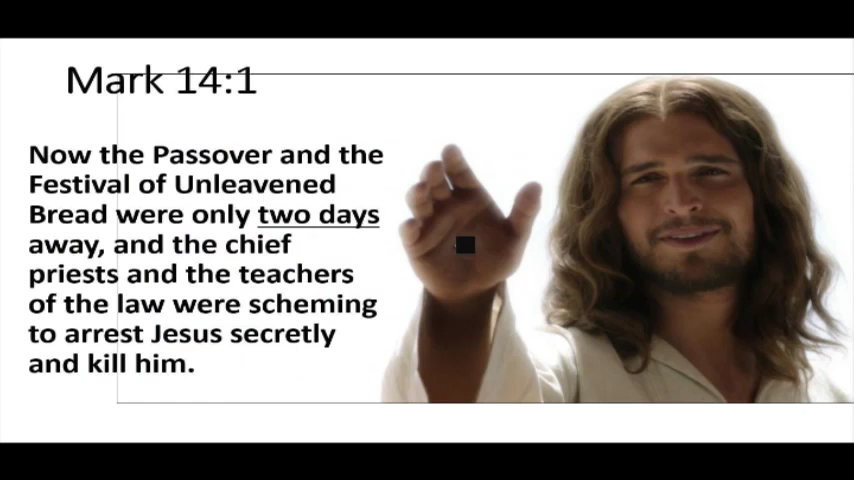 Mark 14:1
Now the Passover and the
Festival of Unleavened
Bread were only two days
away, and the chief
priests and the teachers
of the law were scheming
to arrest Jesus secretly
and kill him.